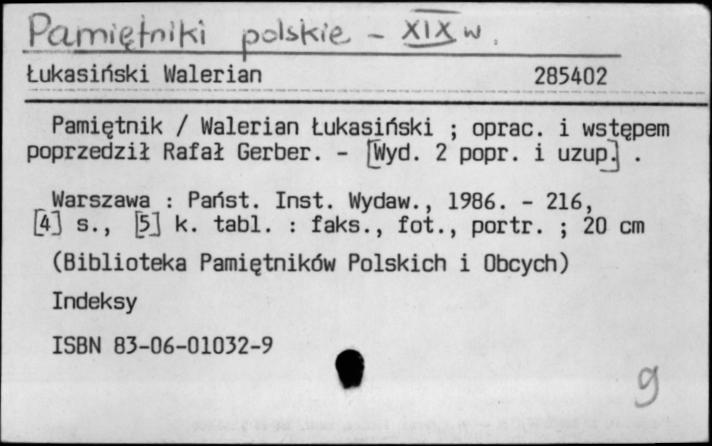 Pamiętniki polskie - XIX w.
Łukasiński Walerian 285402
Pamiętnik / Walerian Łukasiński ; oprac. i wstępem
poprzedził Rafał Gerber. - [Wyd. 2 popr. i uzup.] .
Warszawa : Państ. Inst. Wydaw., 1986. - 216,
[4] s., [5] k. tabl. : faks., fot., portr. ; 20 cm
(Biblioteka Pamiętników Polskich i Obcych)
Indeksy
ISBN 83-06-01032-9
g